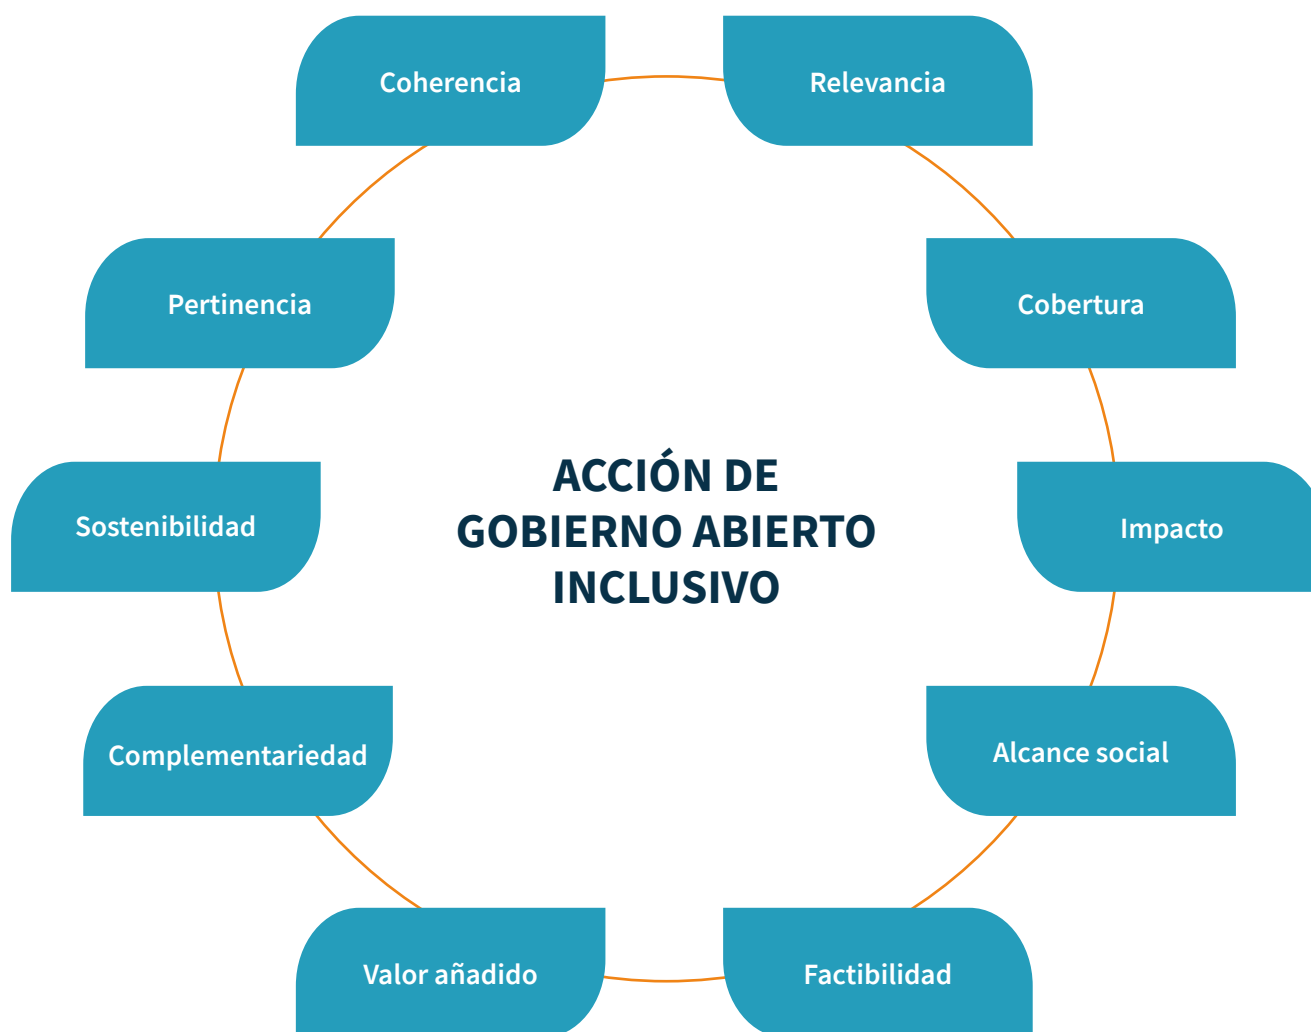 Coherencia
Relevancia
Pertinencia
Cobertura
ACCIÓN DE
GOBIERNO ABIERTO
INCLUSIVO
Sostenibilidad
Impacto
Complementariedad
Alcance social
Valor añadido
Factibilidad